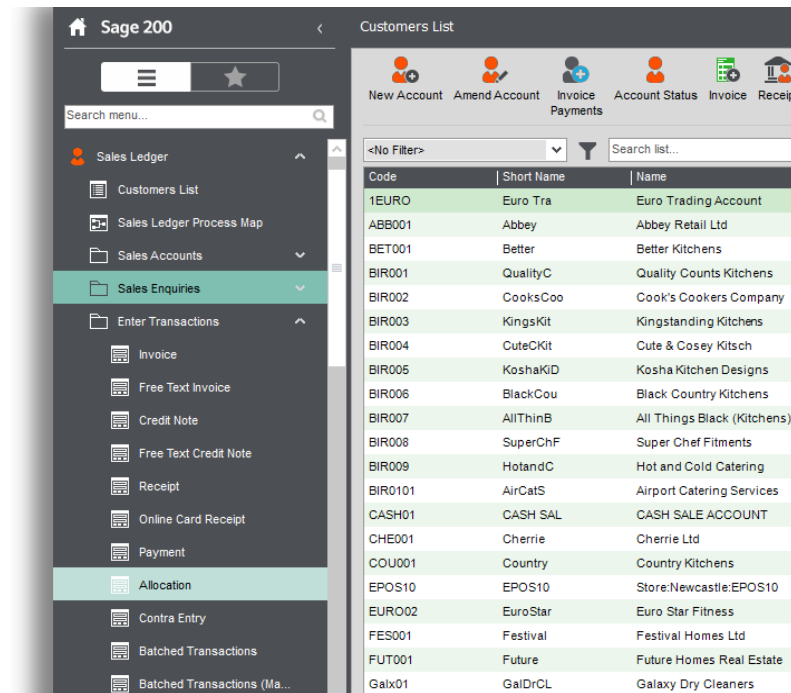 Sage 200
Search menu...
Sales Ledger
Customers List
Sales Ledger Process Map
Sales Accounts
Sales Enquiries
Enter Transactions
Invoice
Free Text Invoice
Credit Note
Free Text Credit Note
Receipt
Online Card Receipt
Payment
Allocation
Contra Entry
Batched Transactions
Batched Transactions (Ma...
Customers List
New Account Amend Account Invoice Payments Account Status Invoice
<No Filter> Search list...
Code Short Name Name
1EURO Euro Tra Euro Trading Account
ABB001 Abbey Abbey Retail Ltd
BET001 Better Better Kitchens
BIR001 QualityC Quality Counts Kitchens
BIR002 CooksCoo Cook's Cookers Company
BIR003 KingsKit Kingstanding Kitchens
BIR004 CuteCKit Cute & Cosey Kitsch
BIR005 KoshaKiD Kosha Kitchen Designs
BIR006 BlackCou Black Country Kitchens
BIR007 AllThinB All Things Black (Kitchens)
BIR008 SuperChF Super Chef Fitments
BIR009 HotandC Hot and Cold Catering
BIR0101 AirCatS Airport Catering Services
CASH01 CASH SAL CASH SALE ACCOUNT
CHE001 Cherrie Cherrie Ltd
COU001 Country Country Kitchens
EPOS10 EPOS10 Store:Newcastle:EPOS10
EURO02 EuroStar Euro Star Fitness
FES001 Festival Festival Homes Ltd
FUT001 Future Future Homes Real Estate
Galx01 GalDrCL Galaxy Dry Cleaners